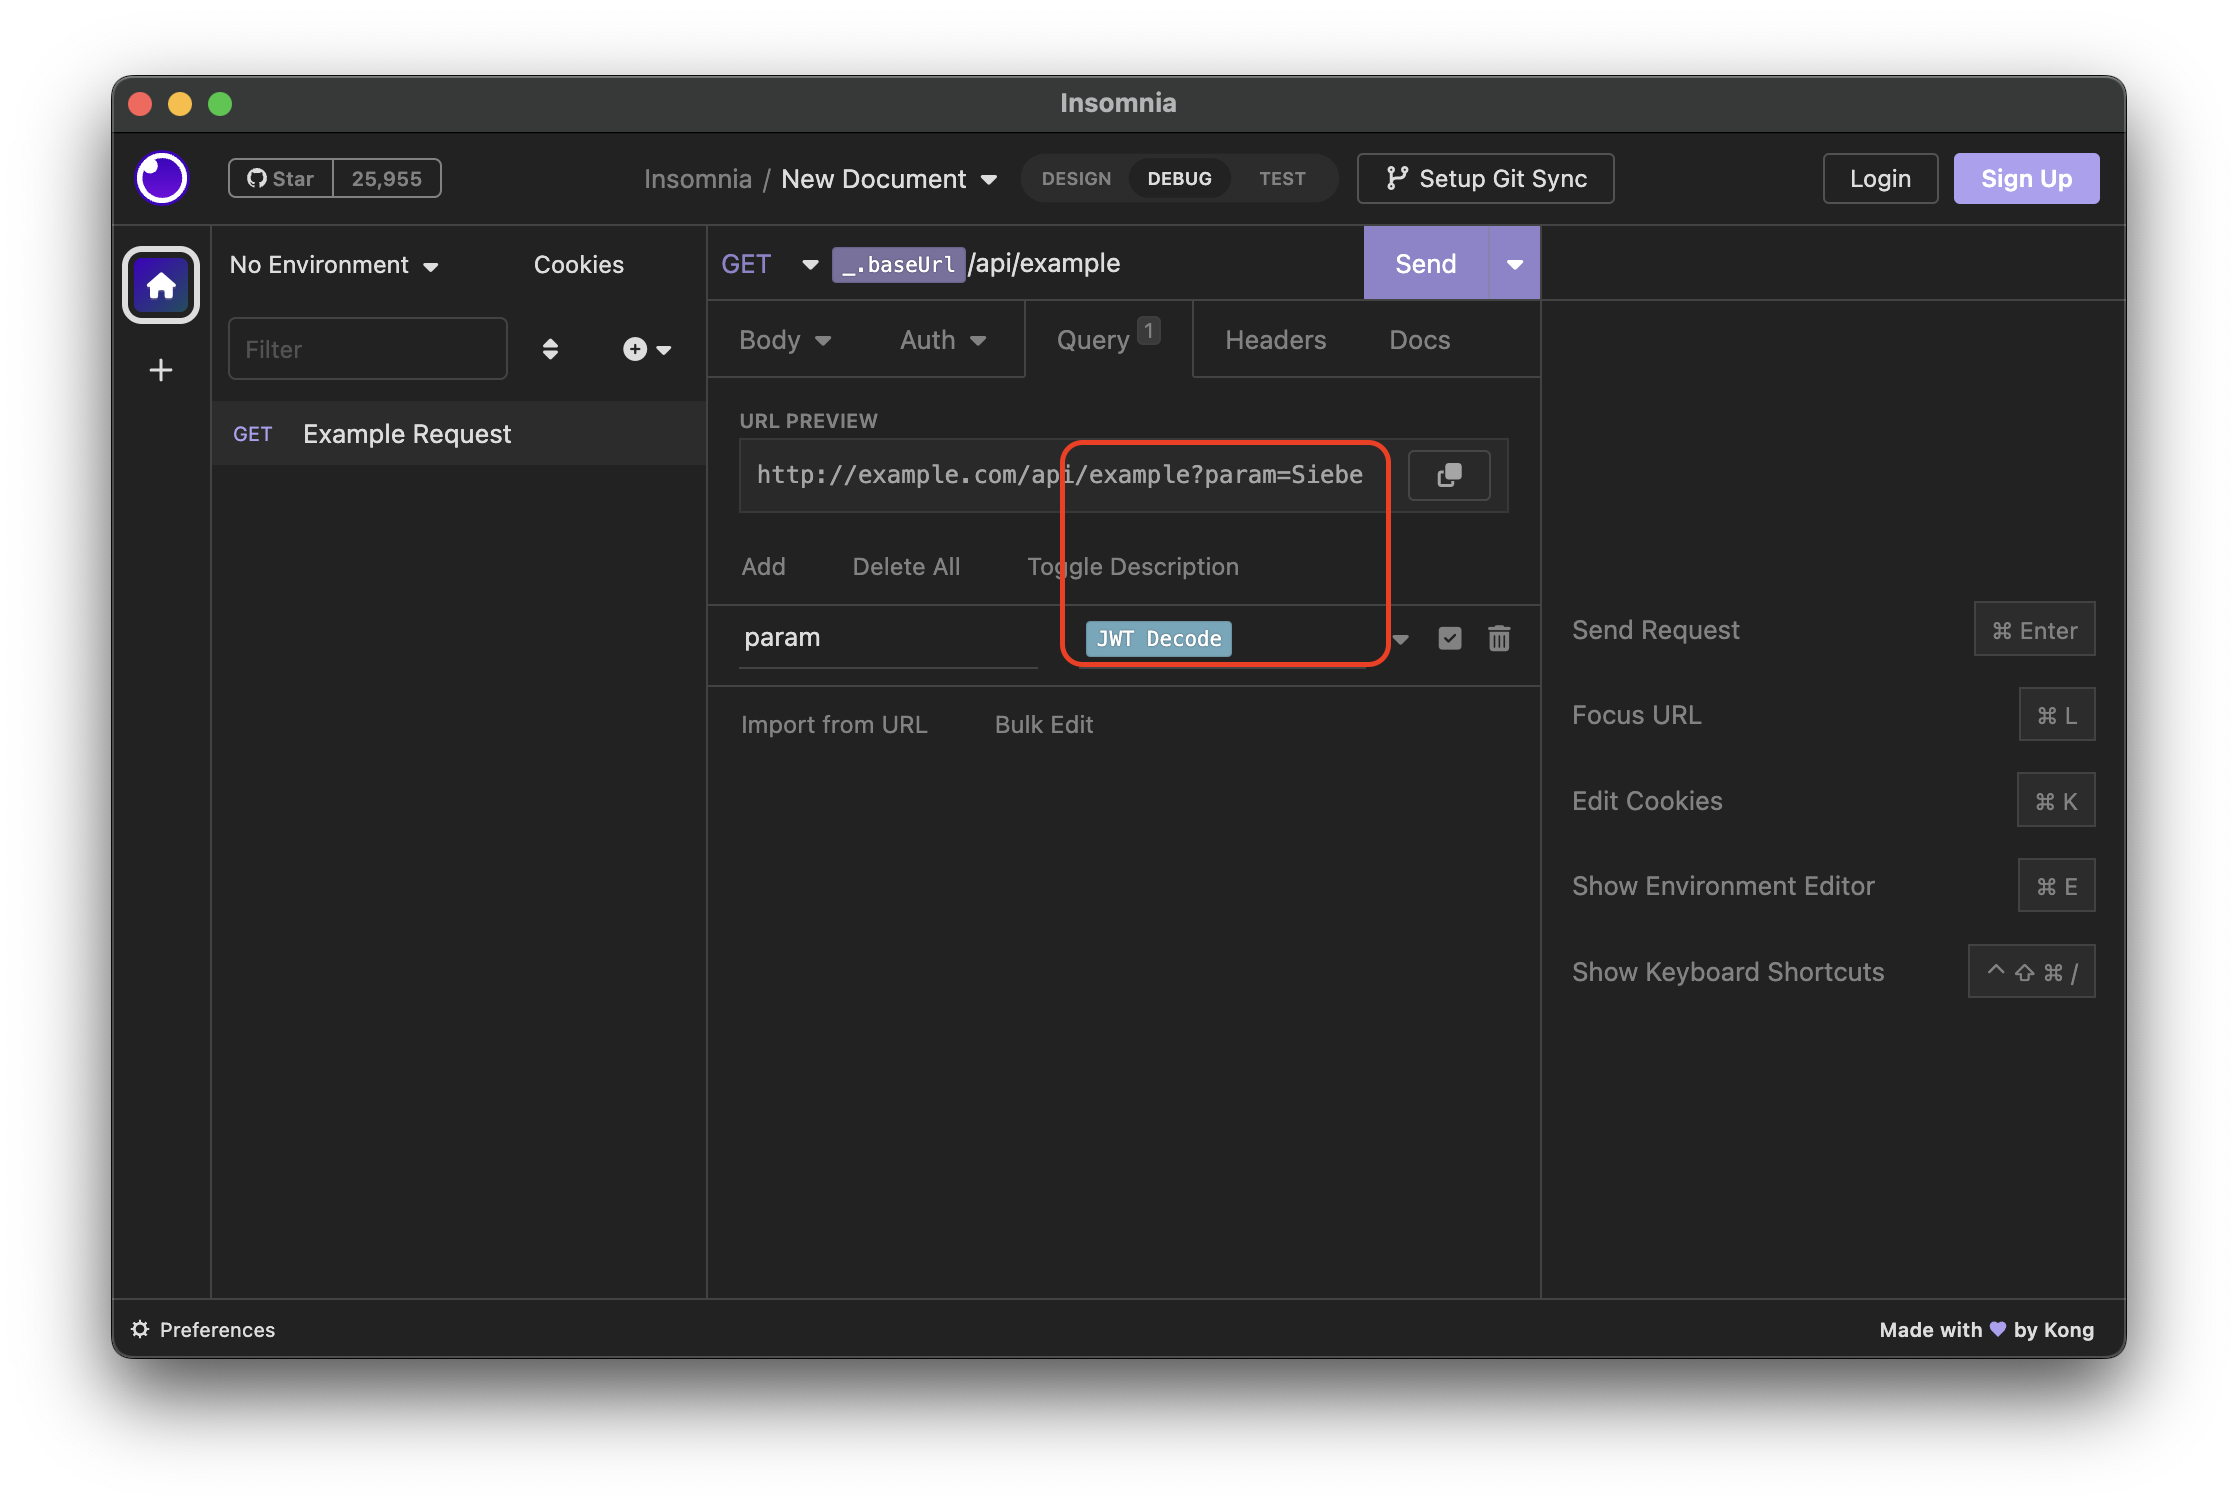 Insomnia
Star 25,955
Insomnia / New Document
DESIGN DEBUG TEST
Setup Git Sync
Login
Sign Up
No Environment
Cookies
Filter
GET Example Request
GET _.baseUrl/api/example
Send
Body Auth Query 1 Headers Docs
URL PREVIEW
http://example.com/api/example?param=Siebe
Add Delete All Toggle Description
param JWT Decode
Import from URL Bulk Edit
Send Request ⌘ Enter
Focus URL ⌘ L
Edit Cookies ⌘ K
Show Environment Editor ⌘ E
Show Keyboard Shortcuts ^ ⇧ ⌘ /
Preferences
Made with 💜 by Kong